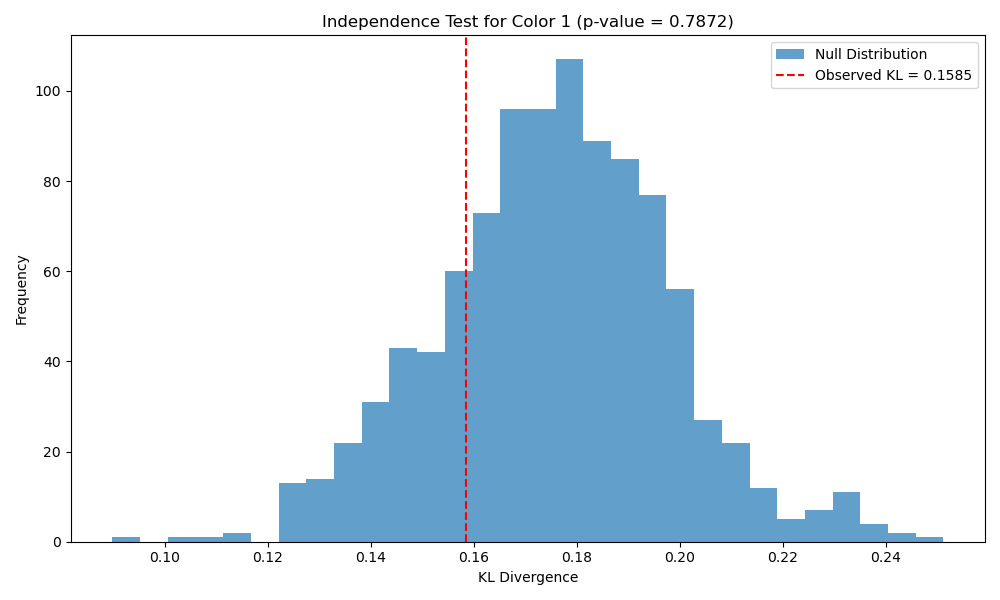 Independence Test for Color 1 (p-value = 0.7872)
Null Distribution
Observed KL = 0.1585
Frequency
100
80
60
40
20
0
0.10 0.12 0.14 0.16 0.18 0.20 0.22 0.24
KL Divergence